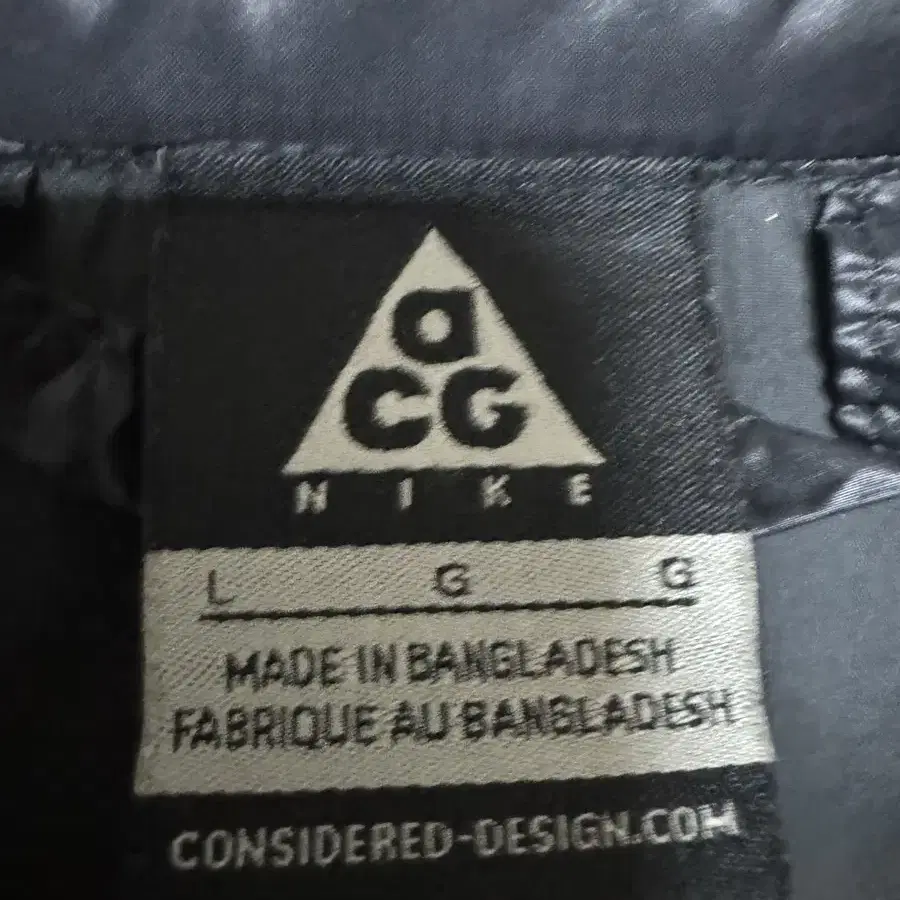 a
CG
NIKE
L G G
MADE IN BANGLADESH
FABRIQUE AU BANGLADESH
CONSIDERED-DESIGN.COM